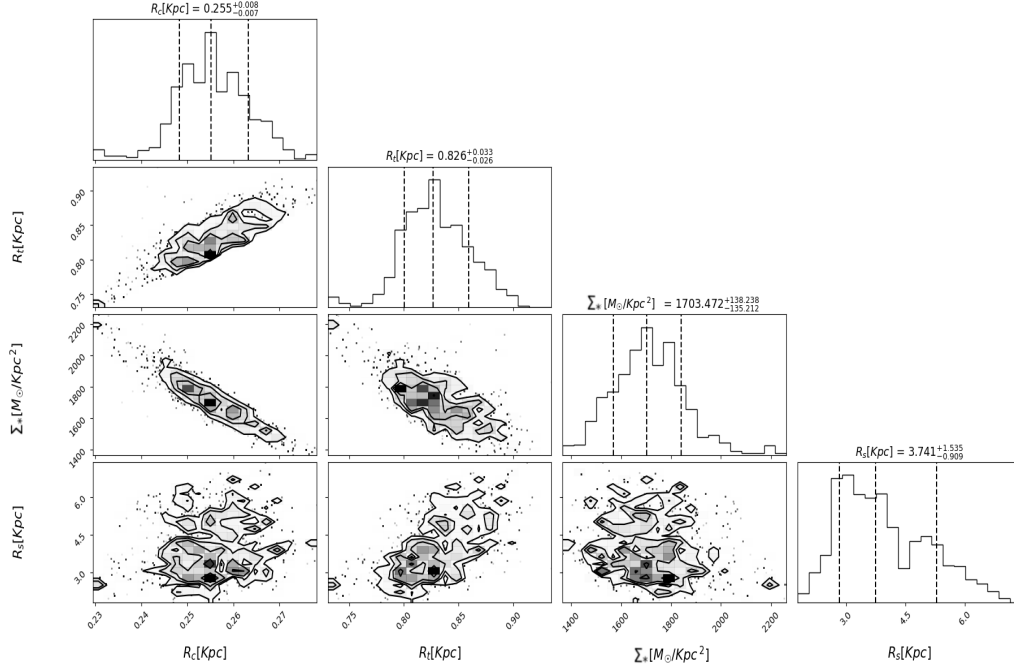 R_c[Kpc] = 0.255^{+0.008}_{-0.007}
R_t[Kpc] = 0.826^{+0.033}_{-0.026}
0.90
0.85
0.80
0.75
R_t[Kpc]
Σ_*[M_⊙/Kpc^2] = 1703.472^{+138.238}_{-135.212}
2200
2000
1800
1600
1400
Σ_*[M_⊙/Kpc^2]
R_s[Kpc] = 3.741^{+1.535}_{-0.909}
6.0
4.5
3.0
R_s[Kpc]
0.23 0.24 0.25 0.26 0.27
0.75 0.80 0.85 0.90
1400 1600 1800 2000 2200
3.0 4.5 6.0
R_c[Kpc] R_t[Kpc] Σ_*[M_⊙/Kpc^2] R_s[Kpc]